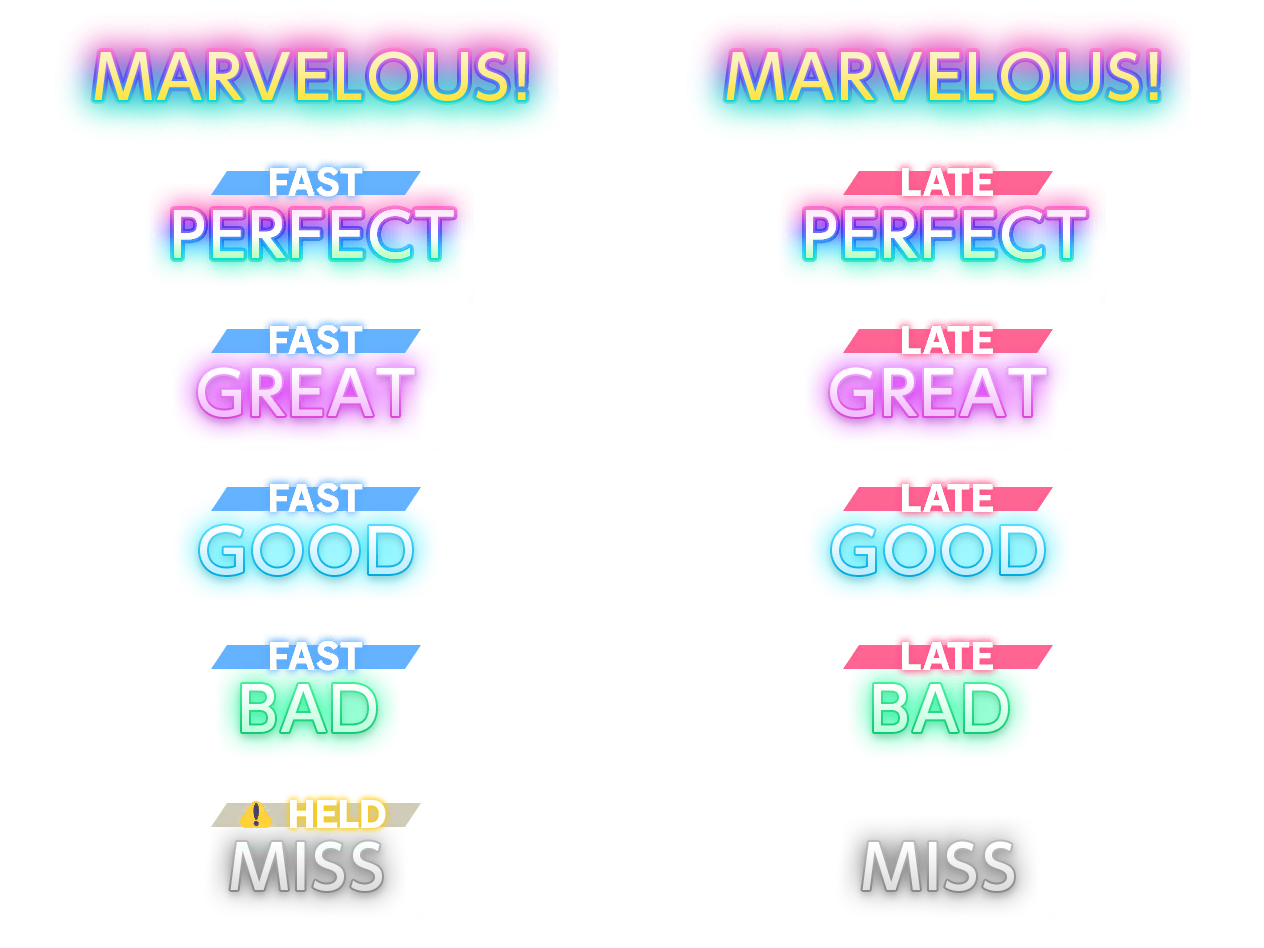 MARVELOUS! MARVELOUS!
FAST LATE
PERFECT PERFECT
FAST LATE
GREAT GREAT
FAST LATE
GOOD GOOD
FAST LATE
BAD BAD
HELD
MISS MISS